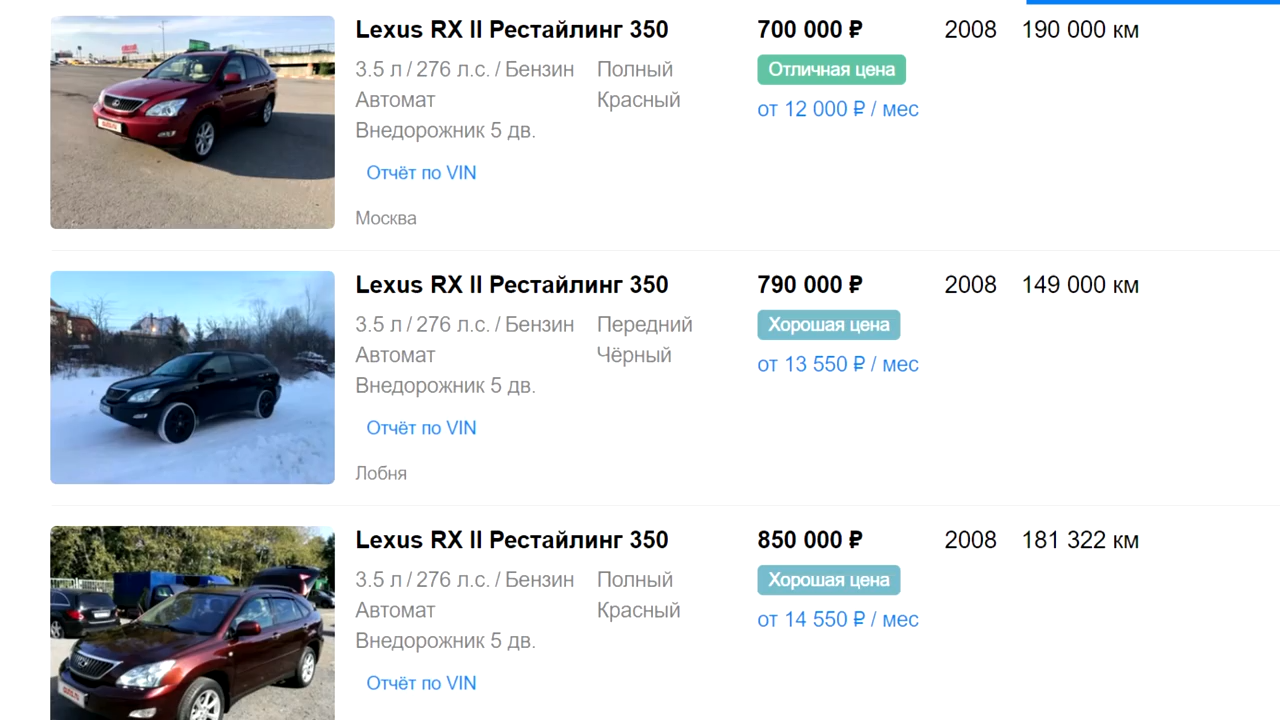 Lexus RX II Рестайлинг 350 700 000 ₽ 2008 190 000 км
3.5 л / 276 л.с. / Бензин Полный Отличная цена
Автомат Красный от 12 000 ₽ / мес
Внедорожник 5 дв.
Отчёт по VIN
Москва
Lexus RX II Рестайлинг 350 790 000 ₽ 2008 149 000 км
3.5 л / 276 л.с. / Бензин Передний Хорошая цена
Автомат Чёрный от 13 550 ₽ / мес
Внедорожник 5 дв.
Отчёт по VIN
Лобня
Lexus RX II Рестайлинг 350 850 000 ₽ 2008 181 322 км
3.5 л / 276 л.с. / Бензин Полный Хорошая цена
Автомат Красный от 14 550 ₽ / мес
Внедорожник 5 дв.
Отчёт по VIN